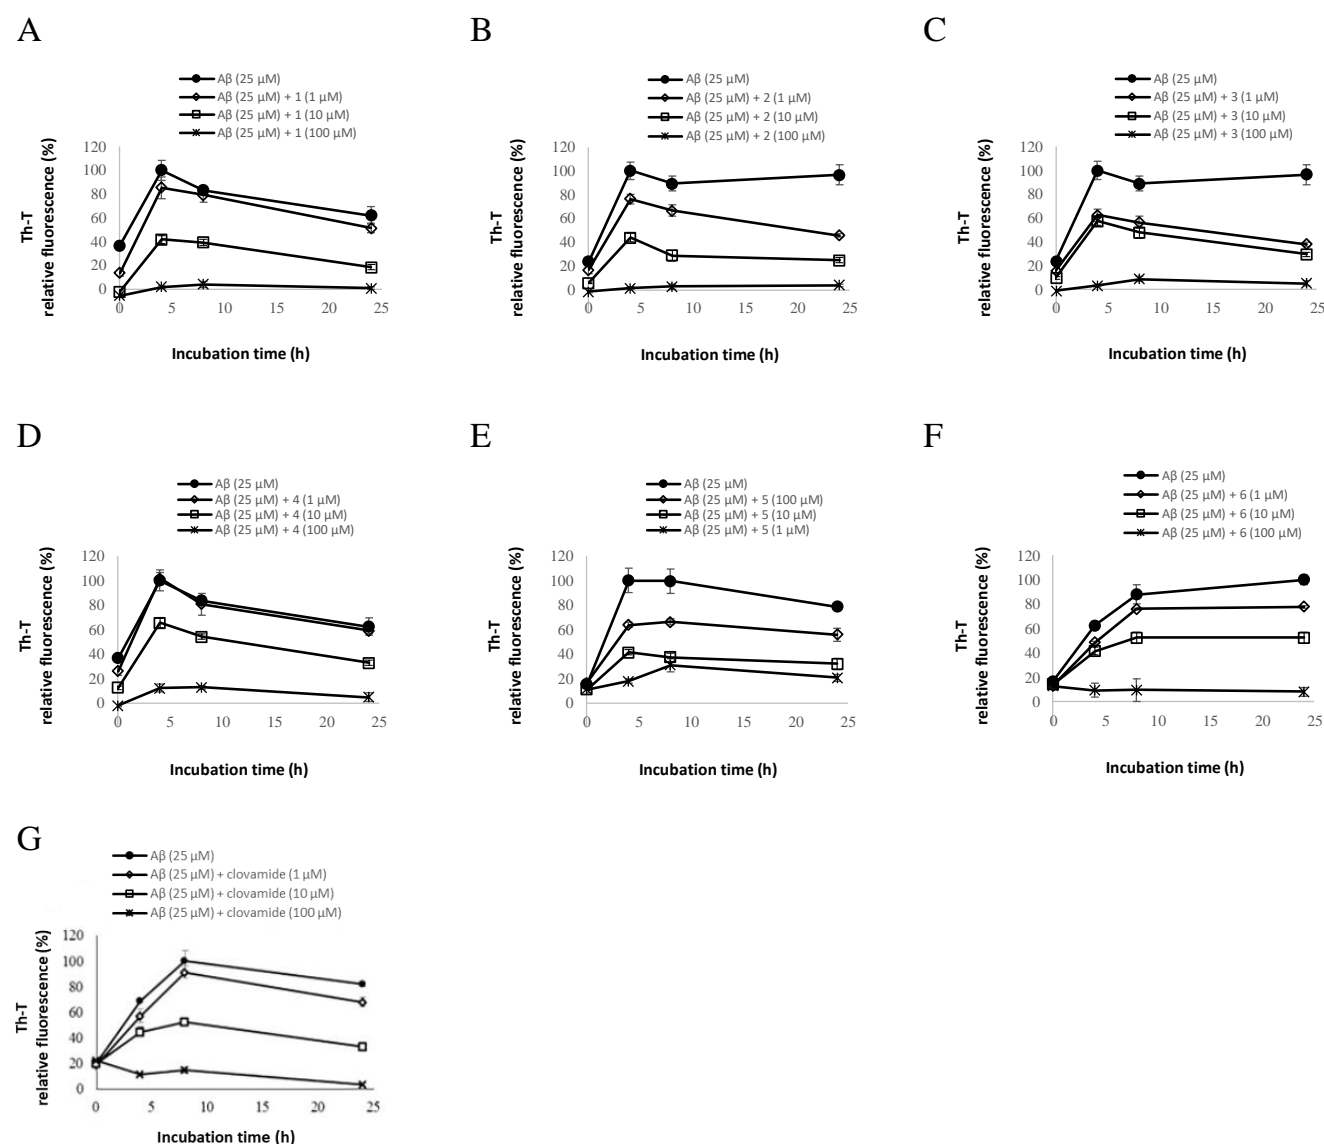 A
Aβ (25 μM)
Aβ (25 μM) + 1 (1 μM)
Aβ (25 μM) + 1 (10 μM)
Aβ (25 μM) + 1 (100 μM)
Th-T
relative fluorescence (%)
120
100
80
60
40
20
0
0 5 10 15 20 25
Incubation time (h)
B
Aβ (25 μM)
Aβ (25 μM) + 2 (1 μM)
Aβ (25 μM) + 2 (10 μM)
Aβ (25 μM) + 2 (100 μM)
Th-T
relative fluorescence (%)
120
100
80
60
40
20
0
0 5 10 15 20 25
Incubation time (h)
C
Aβ (25 μM)
Aβ (25 μM) + 3 (1 μM)
Aβ (25 μM) + 3 (10 μM)
Aβ (25 μM) + 3 (100 μM)
Th-T
relative fluorescence (%)
120
100
80
60
40
20
0
0 5 10 15 20 25
Incubation time (h)
D
Aβ (25 μM)
Aβ (25 μM) + 4 (1 μM)
Aβ (25 μM) + 4 (10 μM)
Aβ (25 μM) + 4 (100 μM)
Th-T
relative fluorescence (%)
120
100
80
60
40
20
0
0 5 10 15 20 25
Incubation time (h)
E
Aβ (25 μM)
Aβ (25 μM) + 5 (100 μM)
Aβ (25 μM) + 5 (10 μM)
Aβ (25 μM) + 5 (1 μM)
Th-T
relative fluorescence (%)
120
100
80
60
40
20
0
0 5 10 15 20 25
Incubation time (h)
F
Aβ (25 μM)
Aβ (25 μM) + 6 (1 μM)
Aβ (25 μM) + 6 (10 μM)
Aβ (25 μM) + 6 (100 μM)
Th-T
relative fluorescence (%)
120
100
80
60
40
20
0
0 5 10 15 20 25
Incubation time (h)
G
Aβ (25 μM)
Aβ (25 μM) + clovamide (1 μM)
Aβ (25 μM) + clovamide (10 μM)
Aβ (25 μM) + clovamide (100 μM)
Th-T
relative fluorescence (%)
120
100
80
60
40
20
0
0 5 10 15 20 25
Incubation time (h)